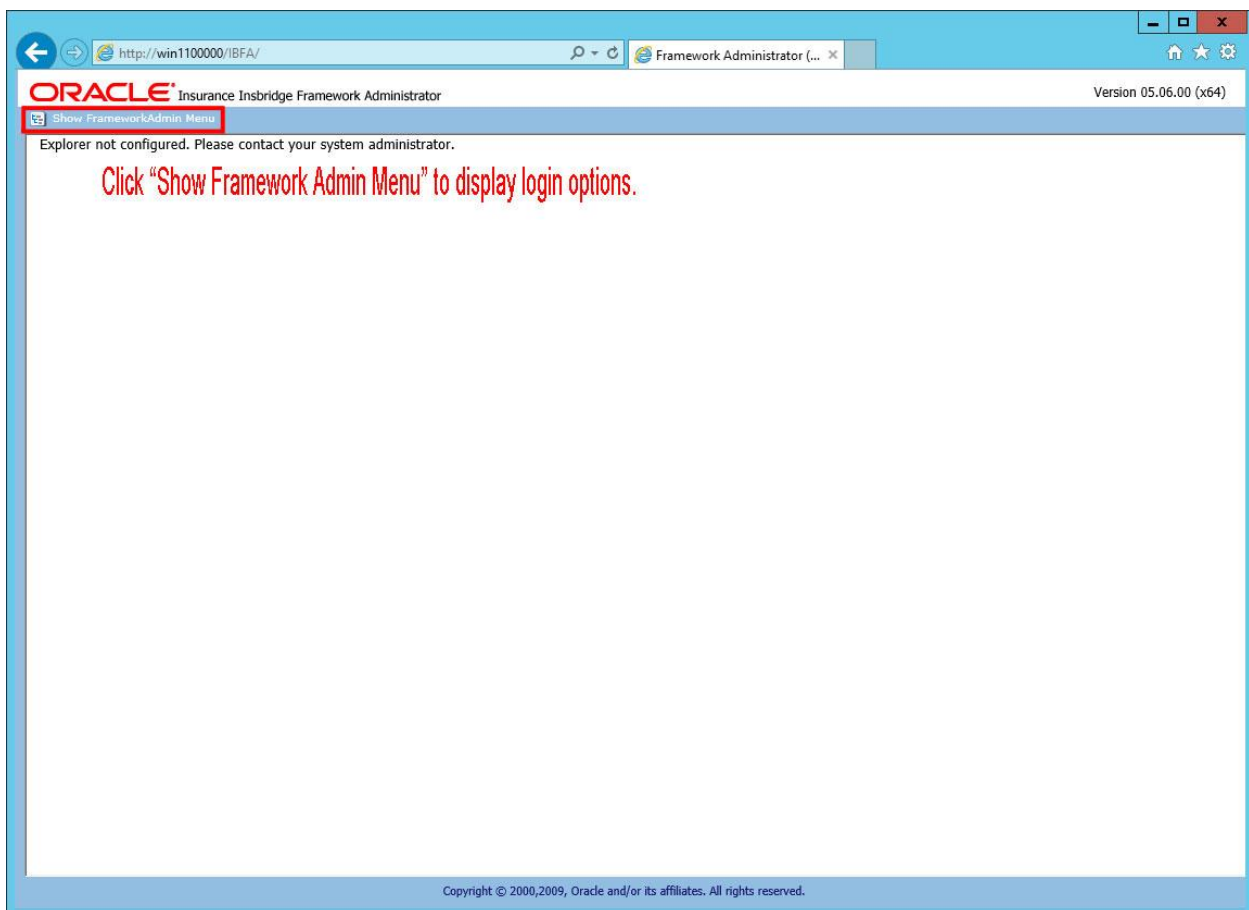 http://win1100000/IBFA/
Framework Administrator (...
ORACLE Insurance Insbridge Framework Administrator
Version 05.06.00 (x64)
Show FrameworkAdmin Menu
Explorer not configured. Please contact your system administrator.
Click “Show Framework Admin Menu” to display login options.
Copyright © 2000,2009, Oracle and/or its affiliates. All rights reserved.